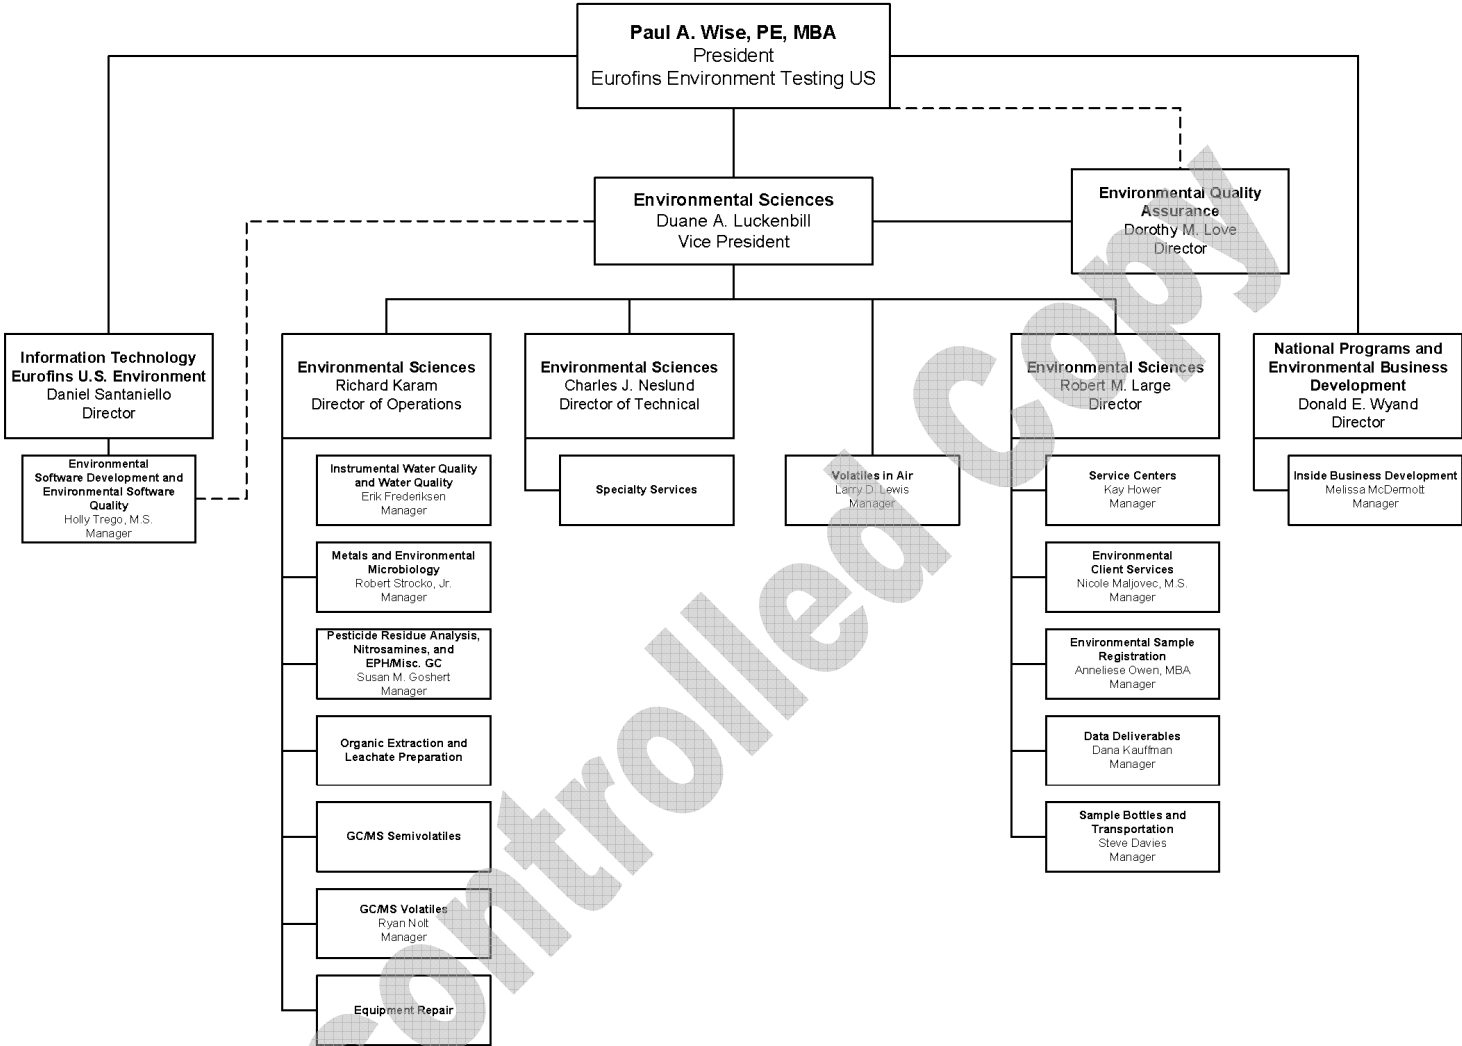 Paul A. Wise, PE, MBA
President
Eurofins Environment Testing US
Environmental Sciences
Duane A. Luckenbill
Vice President
Environmental Quality
Assurance
Dorothy M. Love
Director
Information Technology
Eurofins U.S. Environment
Daniel Santaniello
Director
Environmental Sciences
Richard Karam
Director of Operations
Environmental Sciences
Charles J. Neslund
Director of Technical
Environmental Sciences
Robert M. Large
Director
National Programs and
Environmental Business
Development
Donald E. Wyand
Director
Environmental
Software Development and
Environmental Software
Quality
Holly Trego, M.S.
Manager
Instrumental Water Quality
and Water Quality
Erik Frederiksen
Manager
Metals and Environmental
Microbiology
Robert Strocko, Jr.
Manager
Pesticide Residue Analysis,
Nitrosamines, and
EPH/Misc. GC
Susan M. Goshert
Manager
Organic Extraction and
Leachate Preparation
GC/MS Semivolatiles
GC/MS Volatiles
Ryan Nolt
Manager
Equipment Repair
Specialty Services
Volatiles in Air
Larry D. Lewis
Manager
Service Centers
Kay Hower
Manager
Environmental
Client Services
Nicole Maljovec, M.S.
Manager
Environmental Sample
Registration
Anneliese Owen, MBA
Manager
Data Deliverables
Dana Kauffman
Manager
Sample Bottles and
Transportation
Steve Davies
Manager
Inside Business Development
Melissa McDermott
Manager
controlled Copy